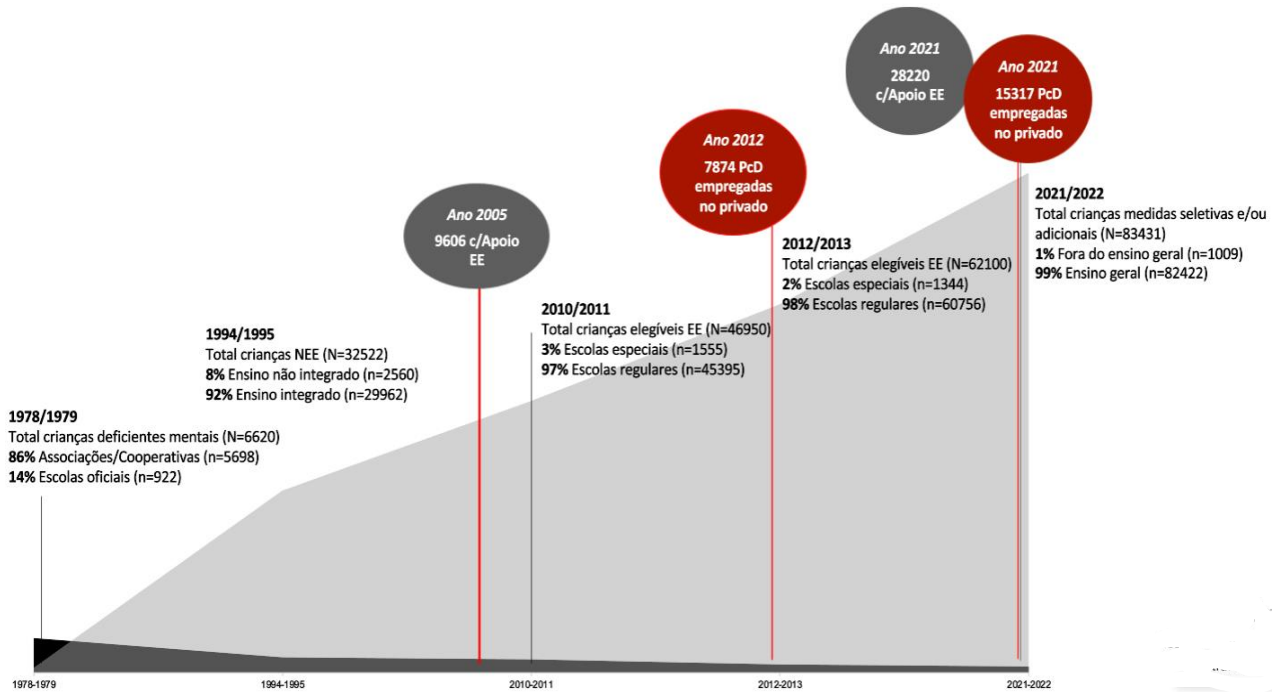 Ano 2021
28220
c/Apoio EE
Ano 2021
15317 PcD
empregadas
no privado
Ano 2012
7874 PcD
empregadas
no privado
Ano 2005
9606 c/Apoio
EE
2021/2022
Total crianças medidas seletivas e/ou
adicionais (N=83431)
1% Fora do ensino geral (n=1009)
99% Ensino geral (n=82422)
2012/2013
Total crianças elegíveis EE (N=62100)
2% Escolas especiais (n=1344)
98% Escolas regulares (n=60756)
2010/2011
Total crianças elegíveis EE (N=46950)
3% Escolas especiais (n=1555)
97% Escolas regulares (n=45395)
1994/1995
Total crianças NEE (N=32522)
8% Ensino não integrado (n=2560)
92% Ensino integrado (n=29962)
1978/1979
Total crianças deficientes mentais (N=6620)
86% Associações/Cooperativas (n=5698)
14% Escolas oficiais (n=922)
1978-1979
1994-1995
2010-2011
2012-2013
2021-2022